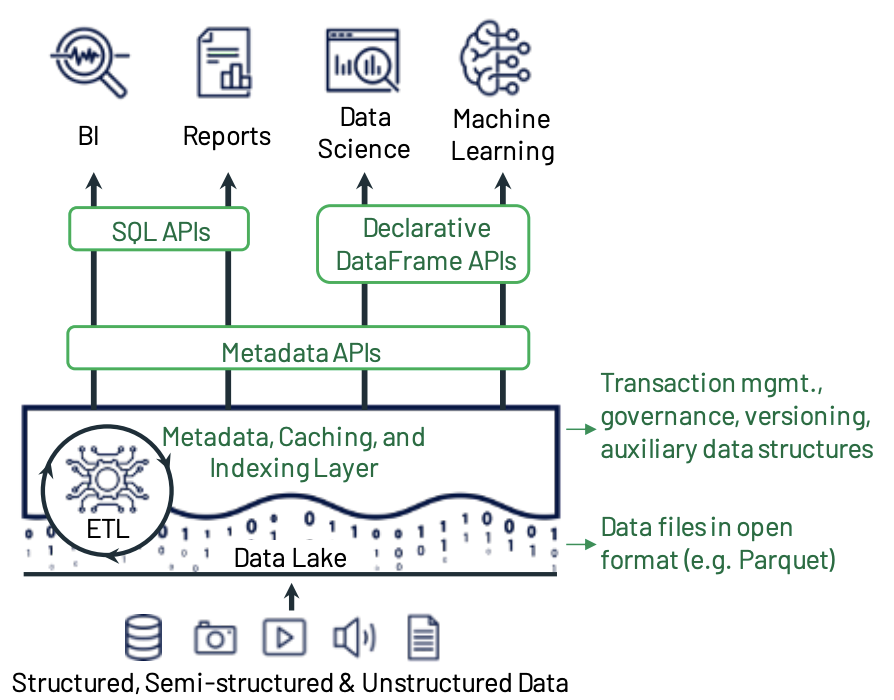 BI
Reports
Data
Science
Machine
Learning
SQL APIs
Declarative
DataFrame APIs
Metadata APIs
Metadata, Caching, and
Indexing Layer
Transaction mgmt.,
governance, versioning,
auxiliary data structures
ETL
Data Lake
Data files in open
format (e.g. Parquet)
Structured, Semi-structured & Unstructured Data